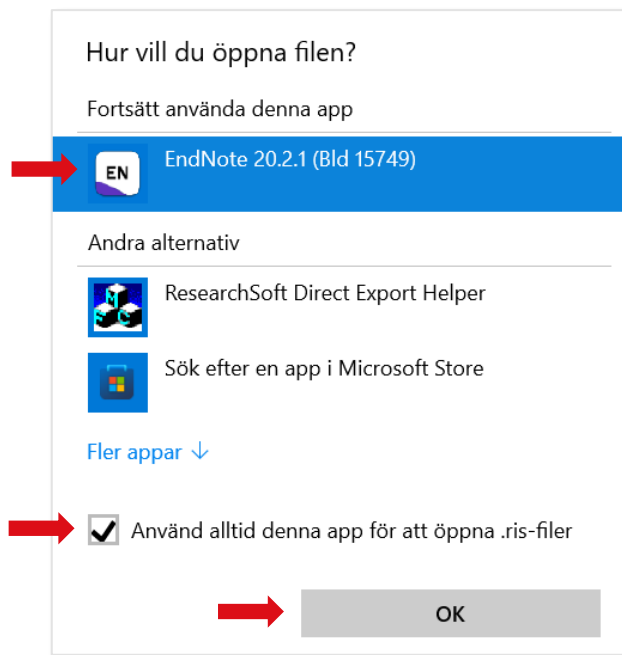 Hur vill du öppna filen?
Fortsätt använda denna app
EN
EndNote 20.2.1 (Bld 15749)
Andra alternativ
M
S C
ResearchSoft Direct Export Helper
Sök efter en app i Microsoft Store
Fler appar ↓
Använd alltid denna app för att öppna .ris-filer
OK